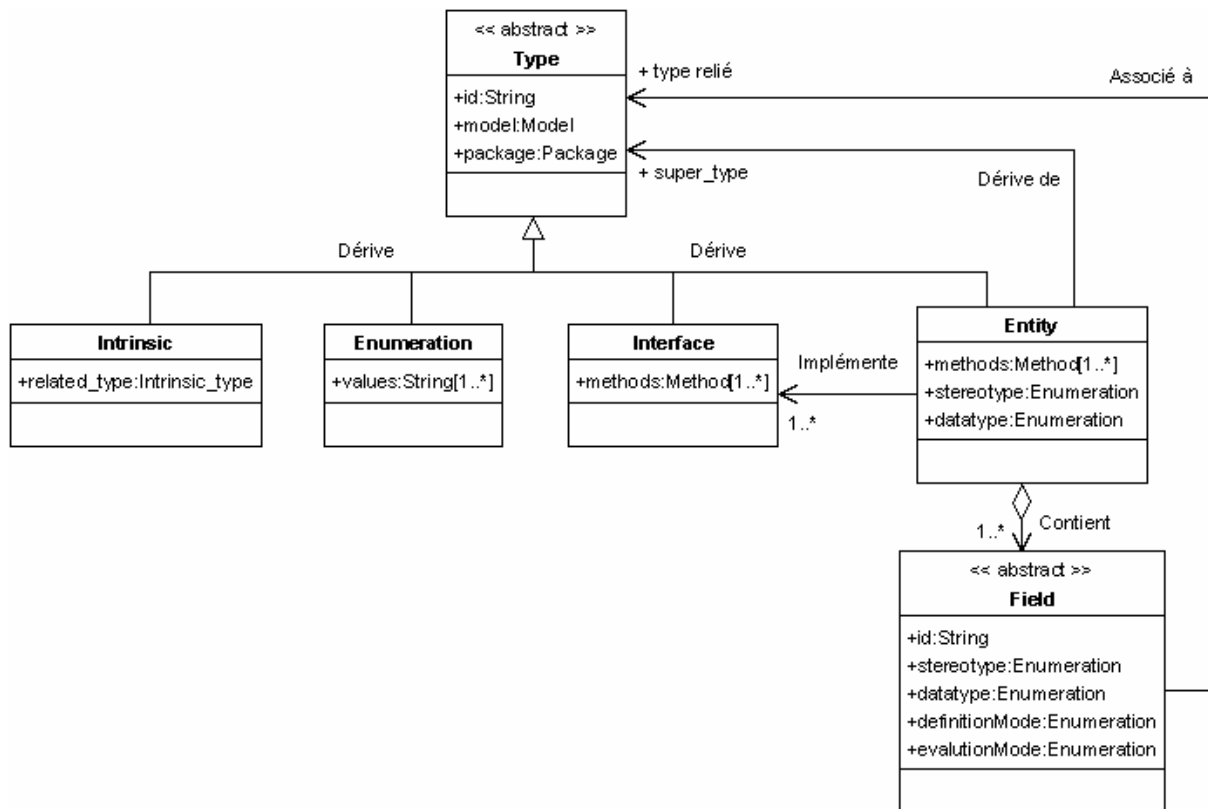 << abstract >>
Type
+id:String
+model:Model
+package:Package
+ type relié
Associé à
+ super_type
Dérive de
Dérive
Dérive
Intrinsic
+related_type:Intrinsic_type
Enumeration
+values:String[1..*]
Interface
+methods:Method[1..*]
Implémente
1..*
Entity
+methods:Method[1..*]
+stereotype:Enumeration
+datatype:Enumeration
1..*
Contient
<< abstract >>
Field
+id:String
+stereotype:Enumeration
+datatype:Enumeration
+definitionMode:Enumeration
+evalutionMode:Enumeration